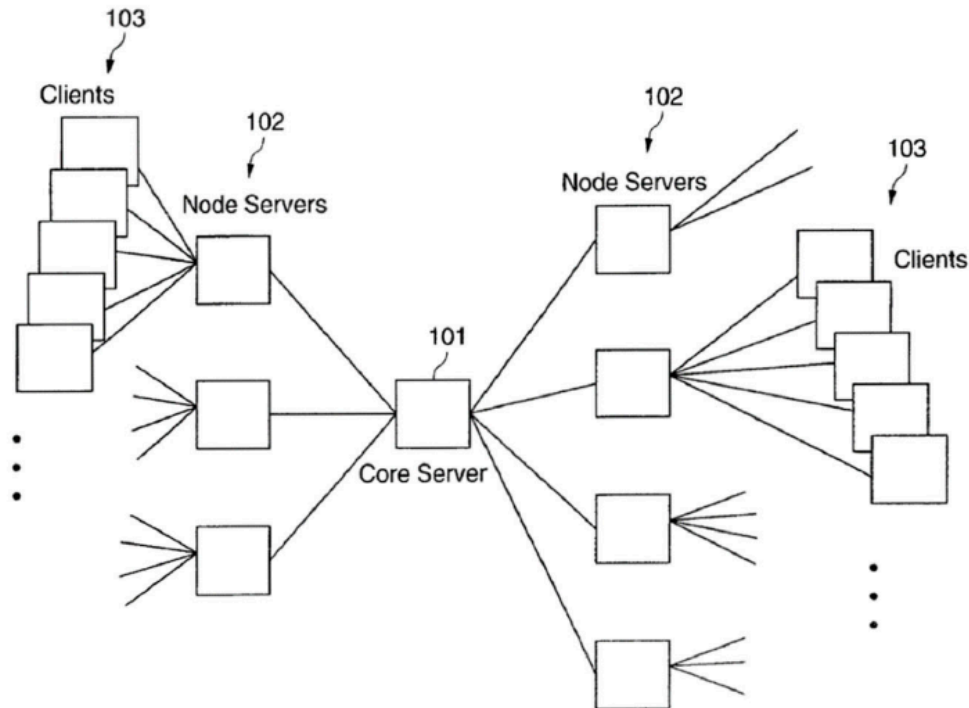 103
Clients
102
Node Servers
102
Node Servers
103
Clients
101
Core Server